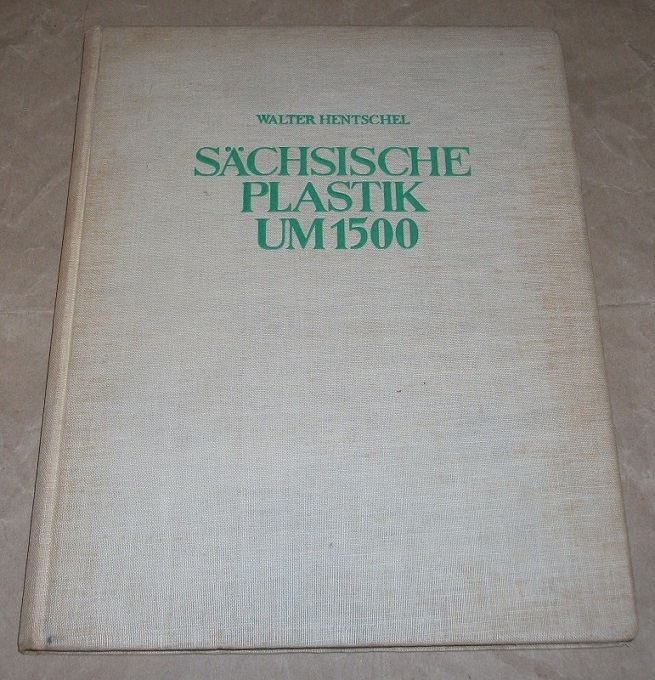 WALTER HENTSCHEL
SÄCHSISCHE
PLASTIK
UM 1500